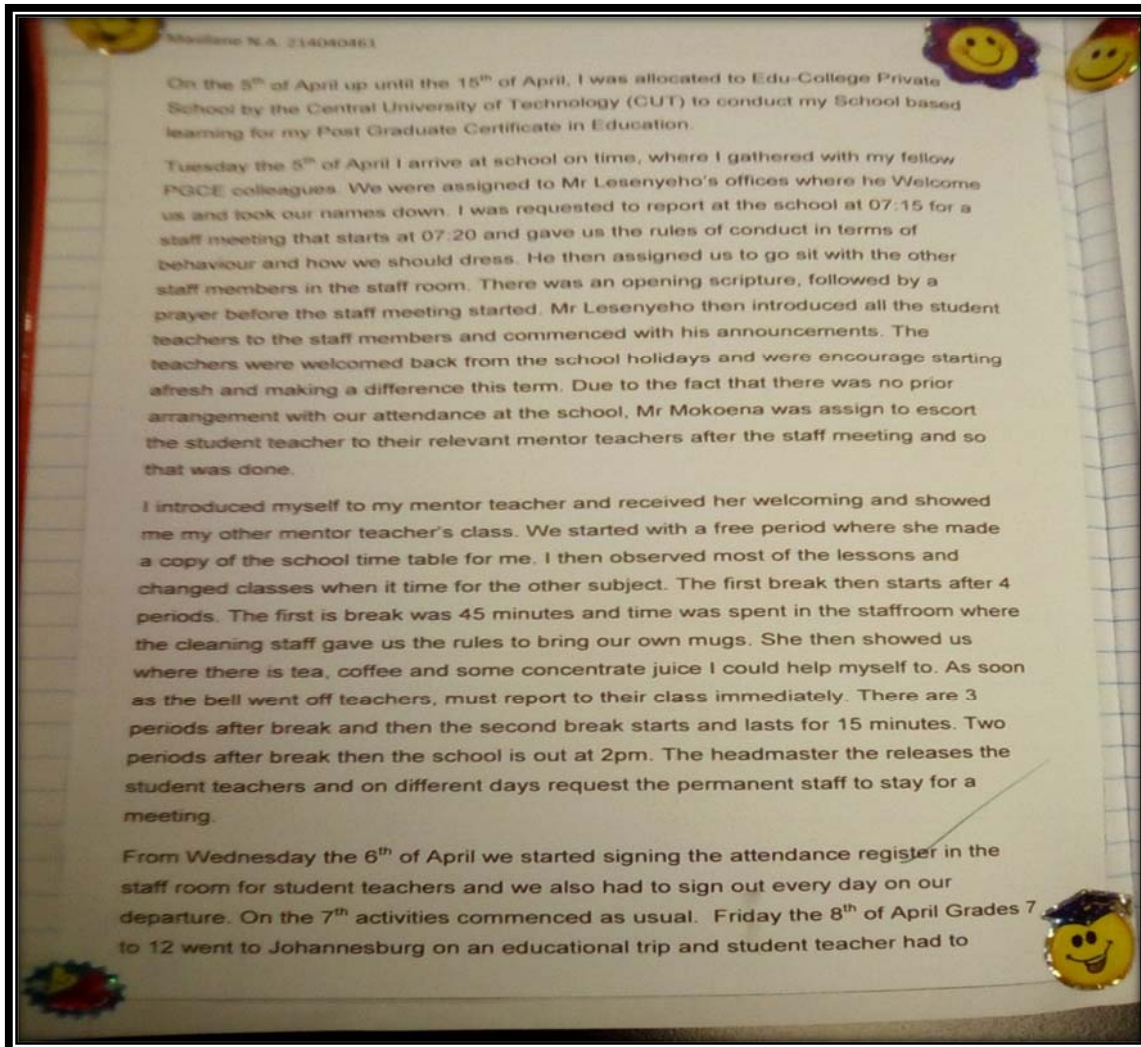 N.A. 214040461
On the 5th of April up until the 15th of April, I was allocated to Edu-College Private
School by the Central University of Technology (CUT) to conduct my School based
learning for my Post Graduate Certificate in Education.
Tuesday the 5th of April I arrive at school on time, where I gathered with my fellow
PGCE colleagues. We were assigned to Mr Lesenyeho's offices where he Welcome
us and took our names down. I was requested to report at the school at 07:15 for a
staff meeting that starts at 07:20 and gave us the rules of conduct in terms of
behaviour and how we should dress. He then assigned us to go sit with the other
staff members in the staff room. There was an opening scripture, followed by a
prayer before the staff meeting started. Mr Lesenyeho then introduced all the student
teachers to the staff members and commenced with his announcements. The
teachers were welcomed back from the school holidays and were encourage starting
afresh and making a difference this term. Due to the fact that there was no prior
arrangement with our attendance at the school, Mr Mokoena was assign to escort
the student teacher to their relevant mentor teachers after the staff meeting and so
that was done.
I introduced myself to my mentor teacher and received her welcoming and showed
me my other mentor teacher's class. We started with a free period where she made
a copy of the school time table for me. I then observed most of the lessons and
changed classes when it time for the other subject. The first break then starts after 4
periods. The first is break was 45 minutes and time was spent in the staffroom where
the cleaning staff gave us the rules to bring our own mugs. She then showed us
where there is tea, coffee and some concentrate juice I could help myself to. As soon
as the bell went off teachers, must report to their class immediately. There are 3
periods after break and then the second break starts and lasts for 15 minutes. Two
periods after break then the school is out at 2pm. The headmaster the releases the
student teachers and on different days request the permanent staff to stay for a
meeting.
From Wednesday the 6th of April we started signing the attendance register in the
staff room for student teachers and we also had to sign out every day on our
departure. On the 7th activities commenced as usual. Friday the 8th of April Grades 7
to 12 went to Johannesburg on an educational trip and student teacher had to